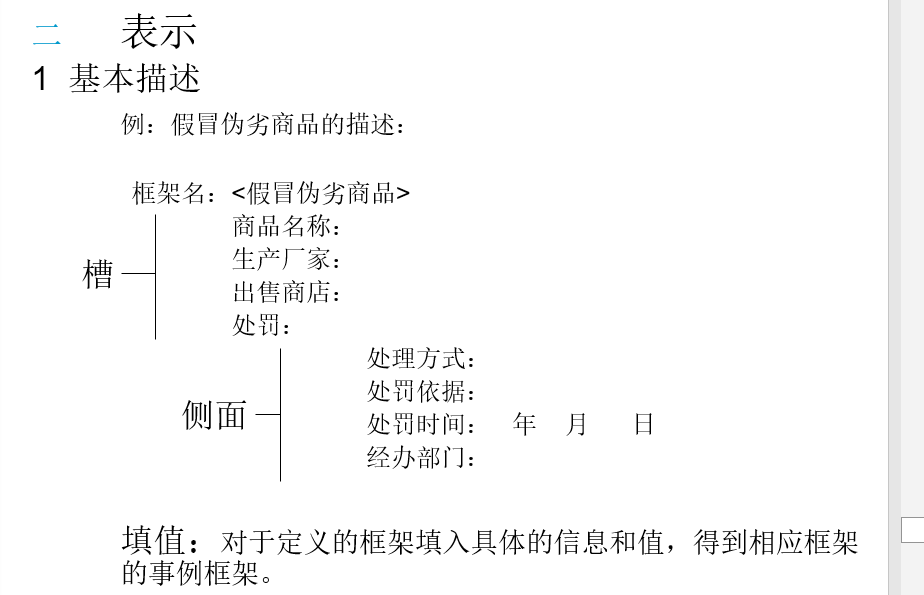 二 表示
1 基本描述
例：假冒伪劣商品的描述：
框架名：<假冒伪劣商品>
商品名称：
生产厂家：
槽
出售商店：
处罚：
处理方式：
处罚依据：
侧面
处罚时间： 年 月 日
经办部门：
填值：对于定义的框架填入具体的信息和值，得到相应框架
的事例框架。